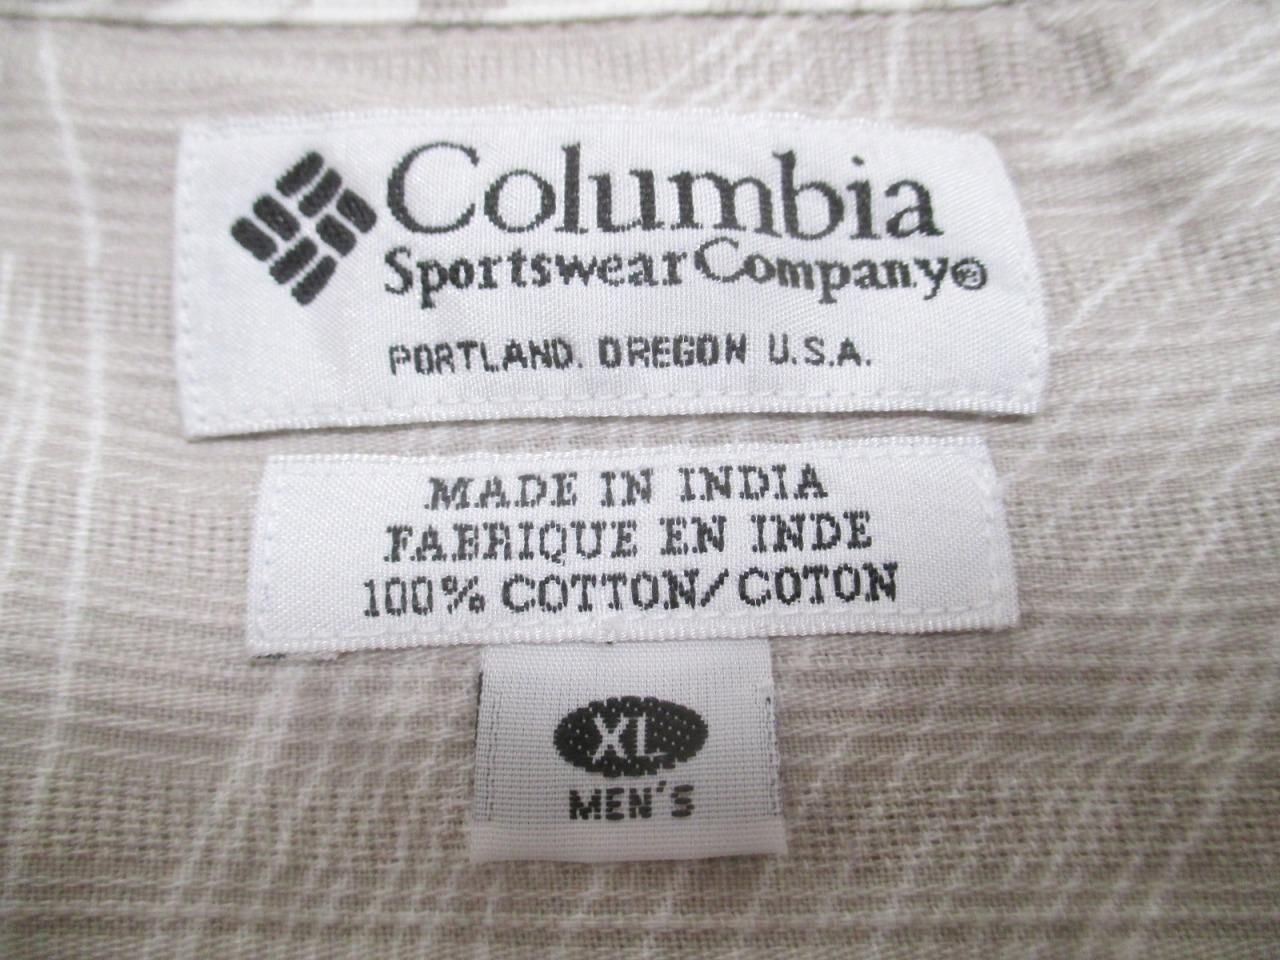 Columbia
Sportswear Company®
PORTLAND. OREGON U.S.A.
MADE IN INDIA
FABRIQUE EN INDE
100% COTTON/COTON
XL
MEN'S